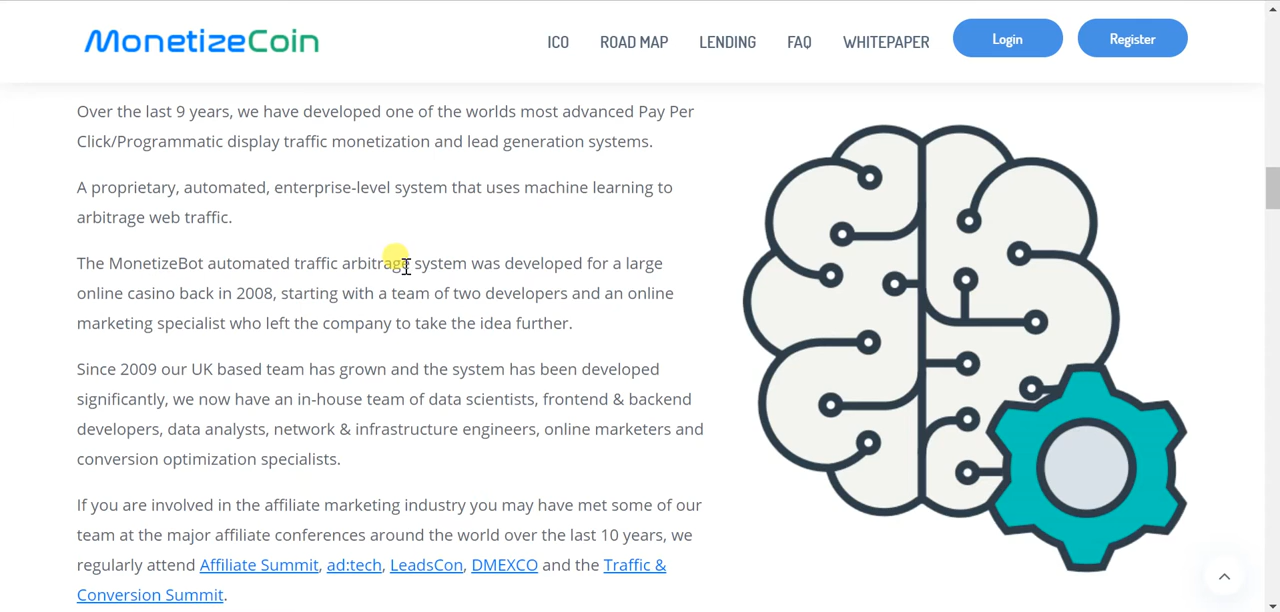 MonetizeCoin
ICO ROAD MAP LENDING FAQ WHITEPAPER Login Register
Over the last 9 years, we have developed one of the worlds most advanced Pay Per
Click/Programmatic display traffic monetization and lead generation systems.
A proprietary, automated, enterprise-level system that uses machine learning to
arbitrage web traffic.
The MonetizeBot automated traffic arbitrage system was developed for a large
online casino back in 2008, starting with a team of two developers and an online
marketing specialist who left the company to take the idea further.
Since 2009 our UK based team has grown and the system has been developed
significantly, we now have an in-house team of data scientists, frontend & backend
developers, data analysts, network & infrastructure engineers, online marketers and
conversion optimization specialists.
If you are involved in the affiliate marketing industry you may have met some of our
team at the major affiliate conferences around the world over the last 10 years, we
regularly attend Affiliate Summit, ad:tech, LeadsCon, DMEXCO and the Traffic &
Conversion Summit.